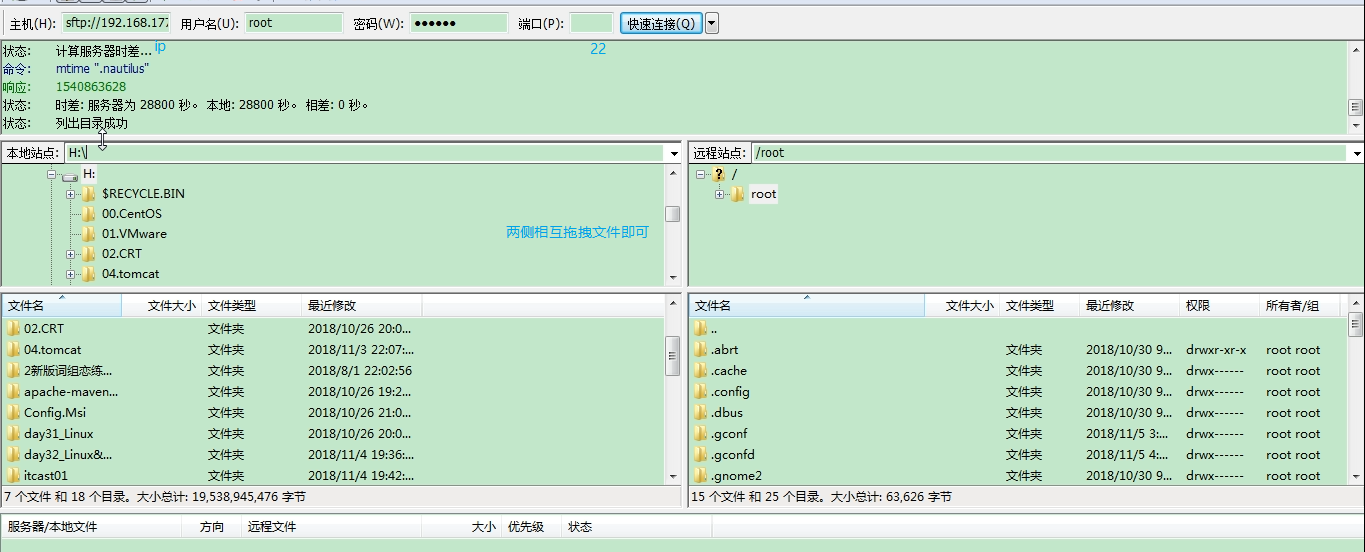 主机(H): sftp://192.168.177 用户名(U): root 密码(W): ●●●●●● 端口(P): 快速连接(Q)
状态: 计算服务器时差... ip 22
命令: mtime ".nautilus"
响应: 1540863628
状态: 时差: 服务器为 28800 秒。 本地: 28800 秒。 相差: 0 秒。
状态: 列出目录成功
本地站点: H:\
H:
$RECYCLE.BIN
00.CentOS
01.VMware
02.CRT
04.tomcat
两侧相互拖拽文件即可
远程站点: /root
/
root
文件名 文件大小 文件类型 最近修改
02.CRT 文件夹 2018/10/26 20:0...
04.tomcat 文件夹 2018/11/3 22:07:...
2新版词组恋练... 文件夹 2018/8/1 22:02:56
apache-maven... 文件夹 2018/10/26 19:2...
Config.Msi 文件夹 2018/10/26 21:0...
day31_Linux 文件夹 2018/10/26 20:0...
day32_Linux&... 文件夹 2018/11/4 19:36:...
itcast01 文件夹 2018/11/4 19:42:...
7 个文件 和 18 个目录。大小总计: 19,538,945,476 字节
文件名 文件大小 文件类型 最近修改 权限 所有者/组
..
.abrt 文件夹 2018/10/30 9... drwxr-xr-x root root
.cache 文件夹 2018/10/30 9... drwx------ root root
.config 文件夹 2018/10/30 9... drwx------ root root
.dbus 文件夹 2018/10/30 9... drwx------ root root
.gconf 文件夹 2018/11/5 3:... drwx------ root root
.gconfd 文件夹 2018/11/5 4:... drwx------ root root
.gnome2 文件夹 2018/10/30 9... drwx------ root root
15 个文件 和 25 个目录。大小总计: 63,626 字节
服务器/本地文件 方向 远程文件 大小 优先级 状态